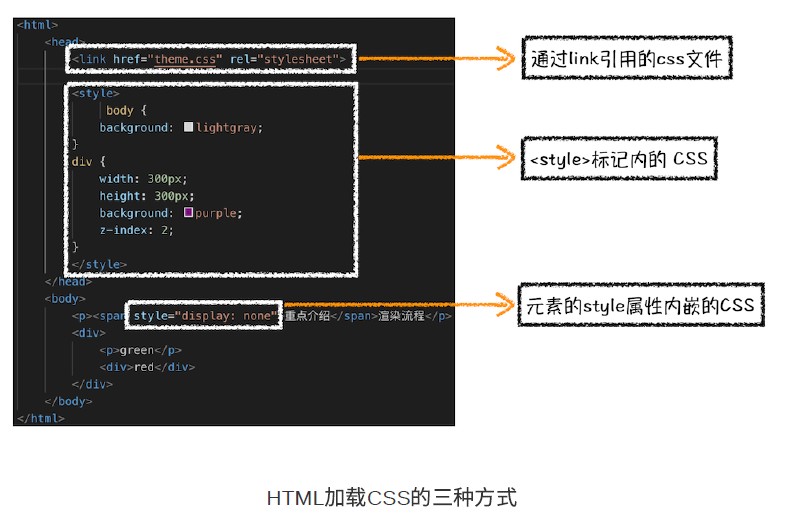 <html>
<head>
<link href="theme.css" rel="stylesheet">
通过link引用的css文件
<style>
body {
background: lightgray;
}
div {
width: 300px;
height: 300px;
background: purple;
z-index: 2;
}
</style>
<style>标记内的 CSS
</head>
<body>
<p><span style="display: none">重点介绍</span>渲染流程</p>
元素的style属性内嵌的CSS
<div>
<p>green</p>
<div>red</div>
</div>
</body>
</html>
HTML加载CSS的三种方式